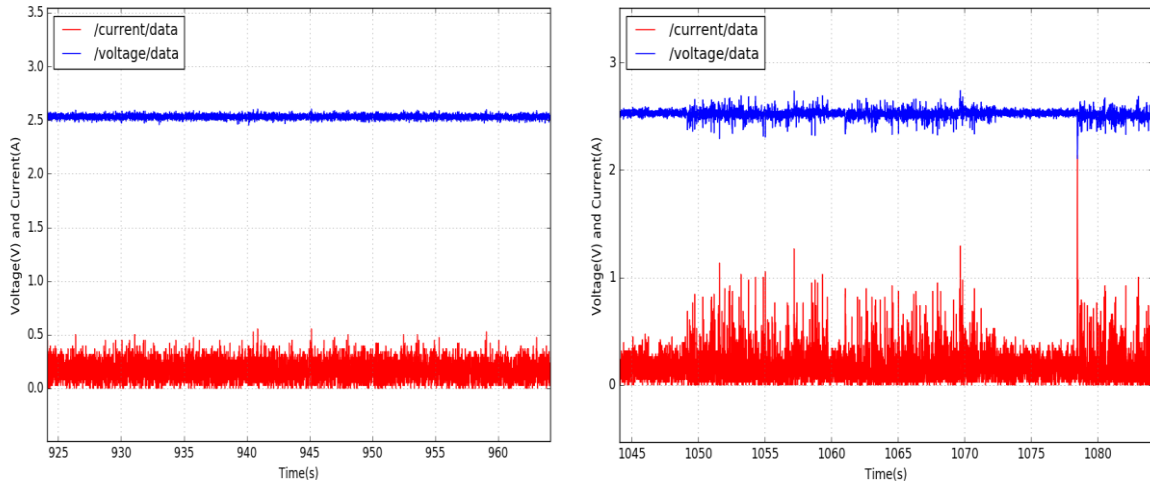 /current/data
/voltage/data
3.5
3.0
2.5
2.0
1.5
1.0
0.5
0.0
Voltage(V) and Current(A)
925 930 935 940 945 950 955 960
Time(s)
/current/data
/voltage/data
3
2
1
0
Voltage(V) and Current(A)
1045 1050 1055 1060 1065 1070 1075 1080
Time(s)